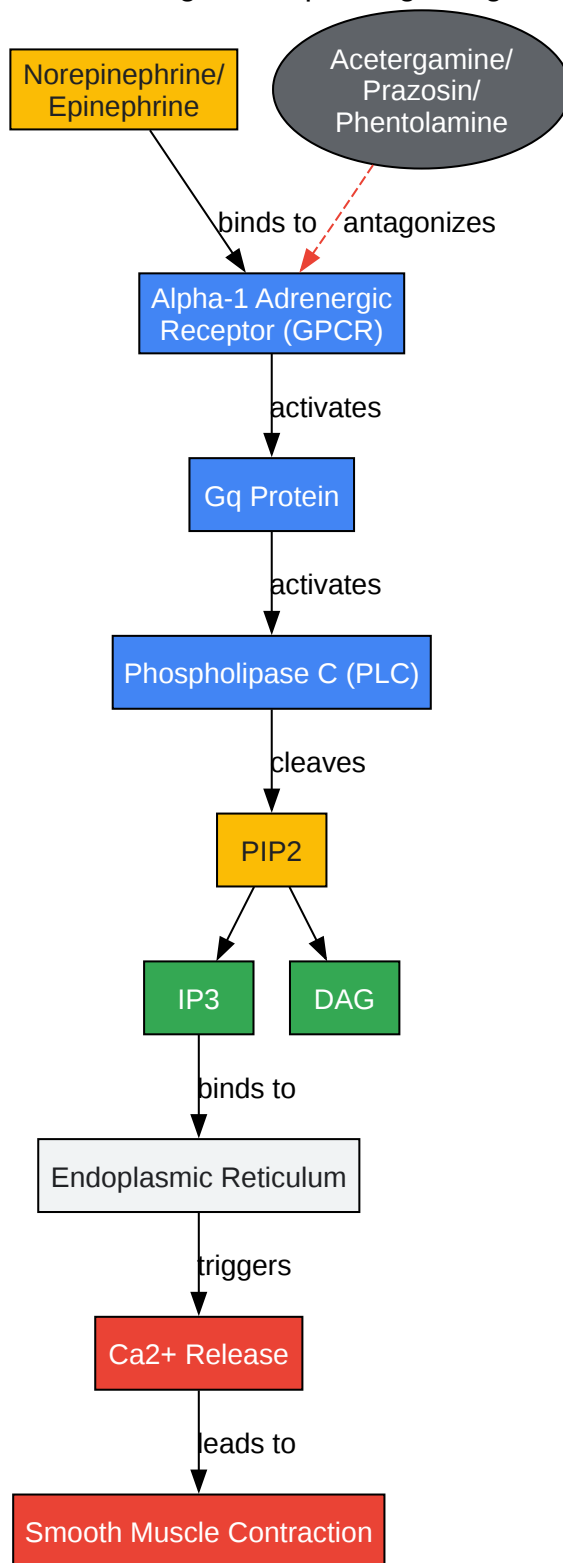 Norepinephrine/
Epinephrine
Acetergamine/
Prazosin/
Phentolamine
binds to
antagonizes
Alpha-1 Adrenergic
Receptor (GPCR)
activates
Gq Protein
activates
Phospholipase C (PLC)
cleaves
PIP2
IP3
DAG
binds to
Endoplasmic Reticulum
triggers
Ca2+ Release
leads to
Smooth Muscle Contraction